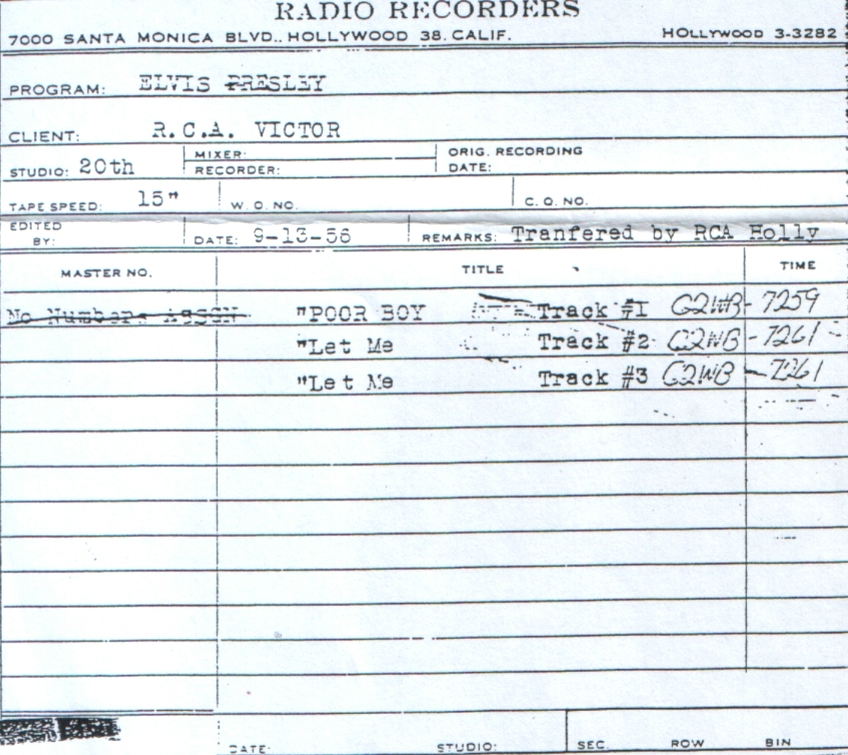 RADIO RECORDERS
7000 SANTA MONICA BLVD., HOLLYWOOD 38, CALIF. HOLLYWOOD 3-3282
PROGRAM: ELVIS PRESLEY
CLIENT: R.C.A. VICTOR
STUDIO: 20th MIXER: RECORDER: ORIG. RECORDING DATE:
TAPE SPEED: 15" W. O. NO. C. O. NO.
EDITED BY: DATE: 9-13-56 REMARKS: Tranfered by RCA Holly
MASTER NO. TITLE TIME
No Numbers ASSGN "POOR BOY Track #1 G2WB-7259
"Let Me Track #2 G2WB-7261
"Let Me Track #3 G2WB-7261
DATE: STUDIO: SEC. ROW BIN